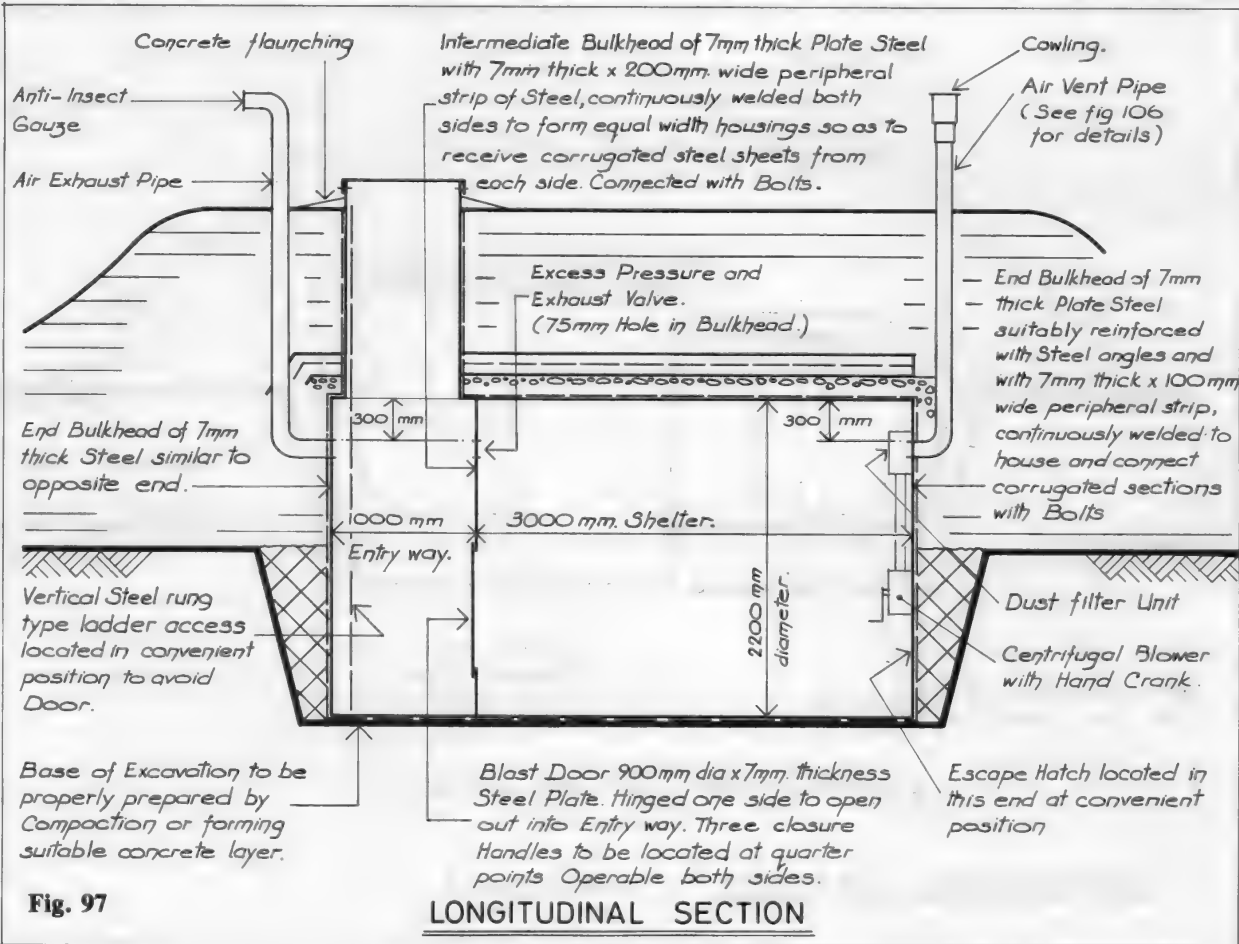 Concrete flaunching
Anti-Insect
Gauze
Air Exhaust Pipe
Intermediate Bulkhead of 7mm thick Plate Steel
with 7mm thick x 200mm. wide peripheral
strip of Steel, continuously welded both
sides to form equal width housings so as to
receive corrugated steel sheets from
each side. Connected with Bolts.
Cowling.
Air Vent Pipe
(See fig 106
for details)
Excess Pressure and
Exhaust Valve.
(75mm Hole in Bulkhead.)
End Bulkhead of 7mm
thick Plate Steel
suitably reinforced
with Steel angles and
with 7mm thick x 100mm
wide peripheral strip,
continuously welded to
house and connect
corrugated sections
with Bolts
300 mm
300 mm
End Bulkhead of 7mm
thick Steel similar to
opposite end.
1000 mm
Entry way.
3000 mm. Shelter.
2200 mm
diameter.
Vertical Steel rung
type ladder access
located in convenient
position to avoid
Door.
Dust filter Unit
Centrifugal Blower
with Hand Crank.
Base of Excavation to be
properly prepared by
Compaction or forming
suitable concrete layer.
Blast Door 900mm dia x 7mm. thickness
Steel Plate. Hinged one side to open
out into Entry way. Three closure
Handles to be located at quarter
points Operable both sides.
Escape Hatch located in
this end at convenient
position
Fig. 97
LONGITUDINAL SECTION